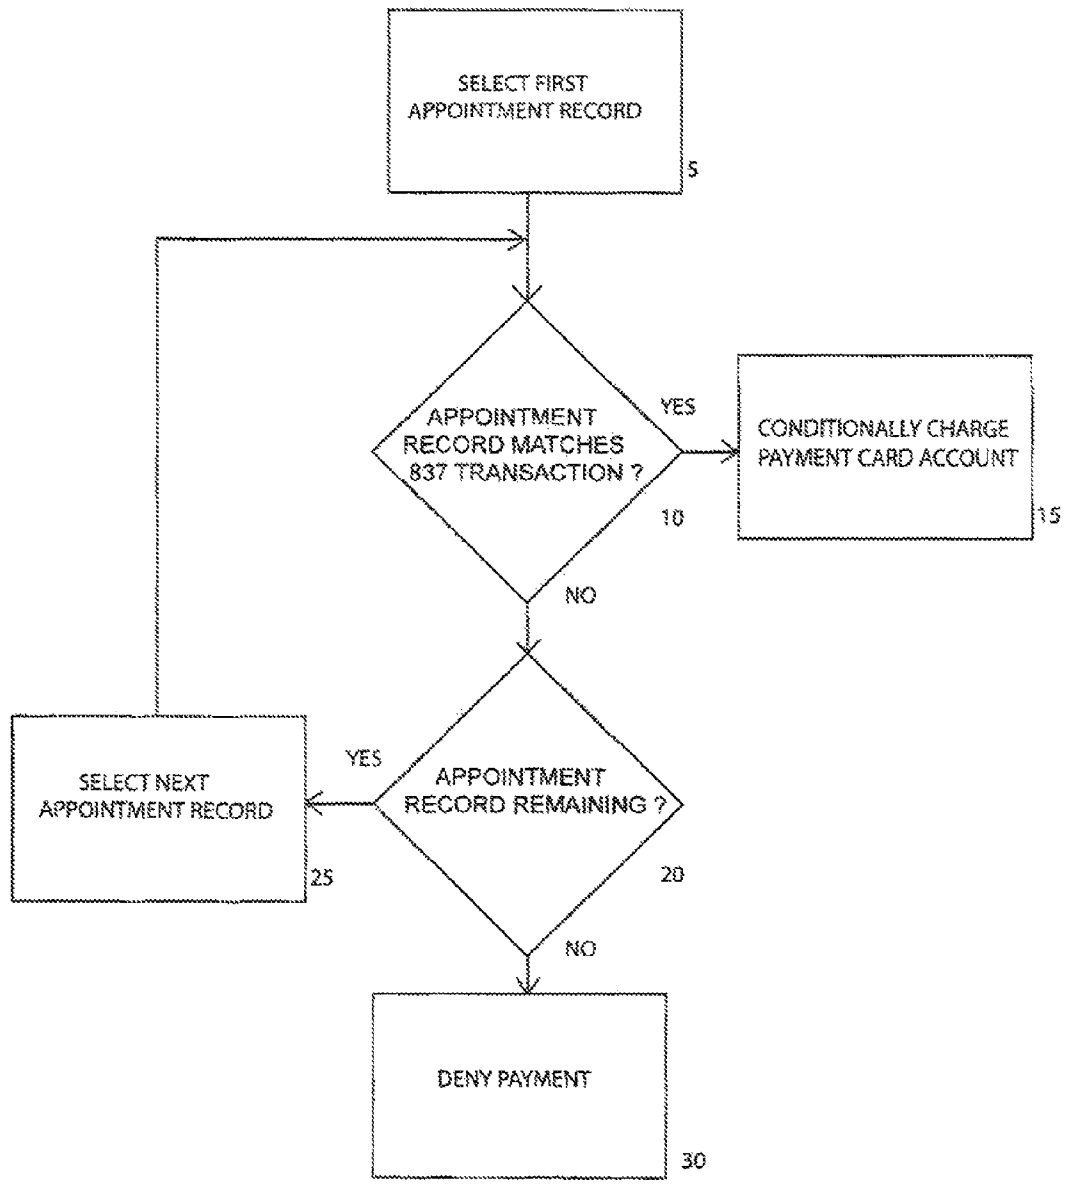 SELECT FIRST
APPOINTMENT RECORD
5
APPOINTMENT
RECORD MATCHES
837 TRANSACTION ?
YES
10
CONDITIONALLY CHARGE
PAYMENT CARD ACCOUNT
15
NO
SELECT NEXT
APPOINTMENT RECORD
25
YES
APPOINTMENT
RECORD REMAINING ?
20
NO
DENY PAYMENT
30